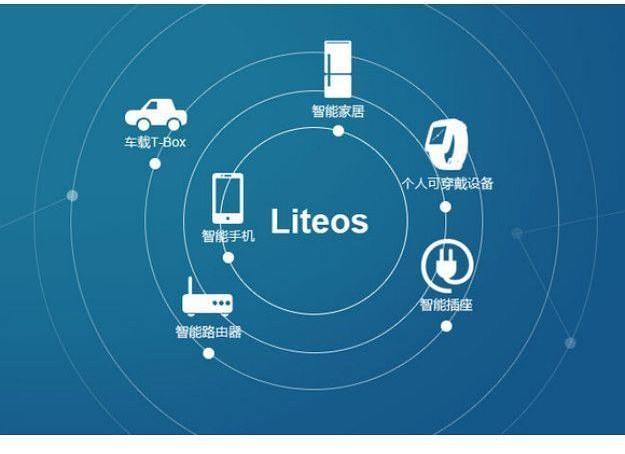 智能家居
车载T-Box
个人可穿戴设备
智能手机
Liteos
智能插座
智能路由器